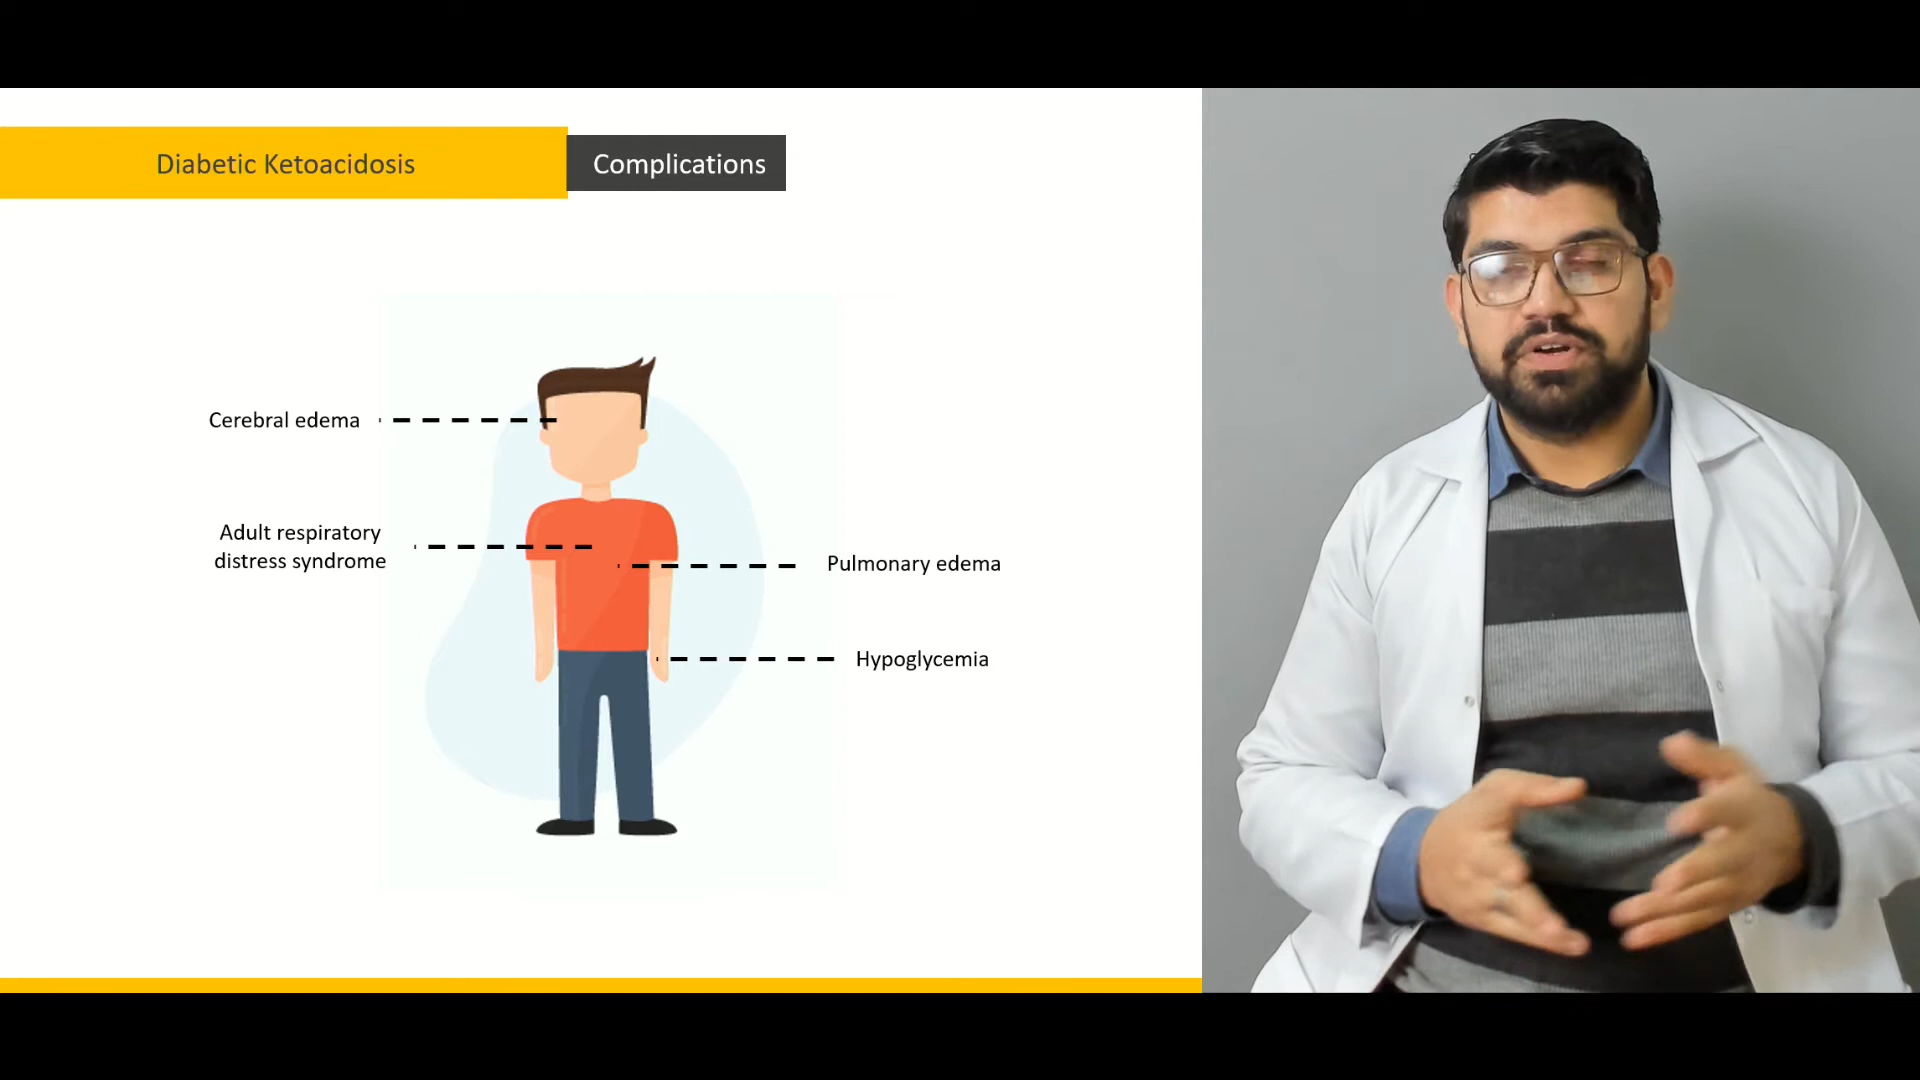 Diabetic Ketoacidosis
Complications
Cerebral edema
Adult respiratory
distress syndrome
Pulmonary edema
Hypoglycemia